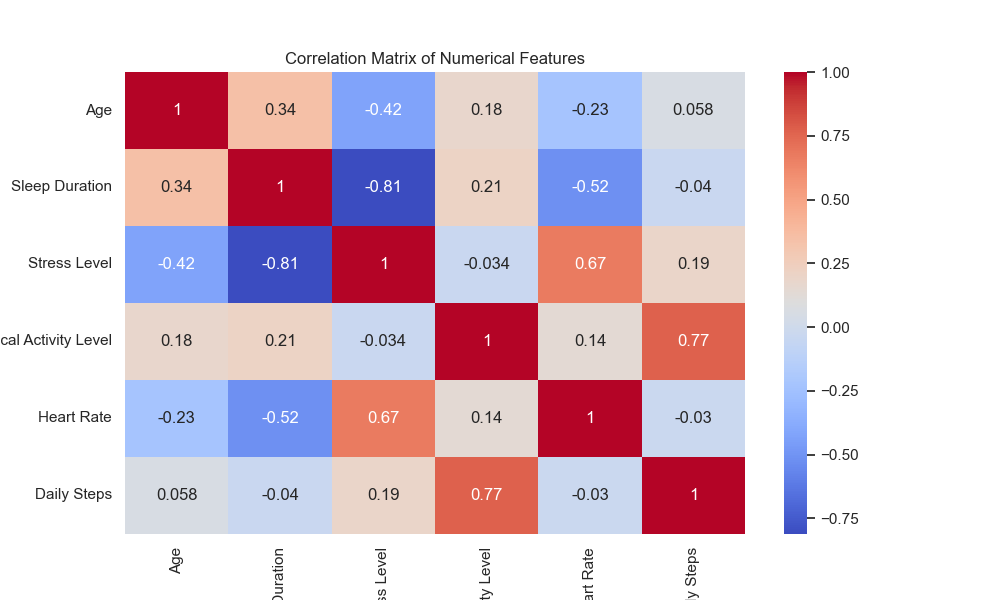 Correlation Matrix of Numerical Features
Age 1 0.34 -0.42 0.18 -0.23 0.058
Sleep Duration 0.34 1 -0.81 0.21 -0.52 -0.04
Stress Level -0.42 -0.81 1 -0.034 0.67 0.19
cal Activity Level 0.18 0.21 -0.034 1 0.14 0.77
Heart Rate -0.23 -0.52 0.67 0.14 1 -0.03
Daily Steps 0.058 -0.04 0.19 0.77 -0.03 1
Age
Duration
ss Level
ty Level
art Rate
y Steps
1.00
0.75
0.50
0.25
0.00
−0.25
−0.50
−0.75